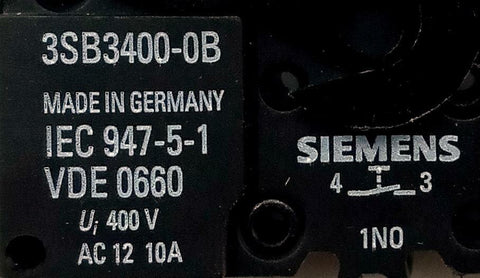 3SB3400-0B
MADE IN GERMANY
IEC 947-5-1
VDE 0660
Ui 400 V
AC 12 10A
SIEMENS
4 3
1NO